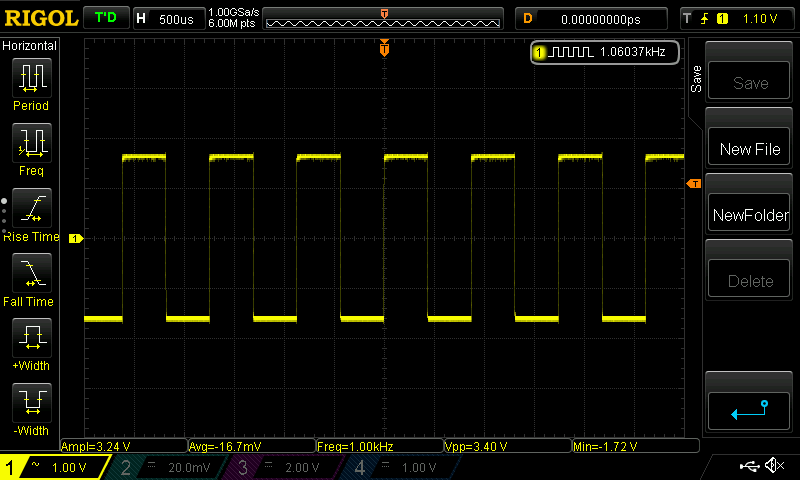 RIGOL T'D H 500us 1.00GSa/s 6.00M pts T D 0.00000000ps T 1 1.10 V
Horizontal
T
1 1.06037kHz
Save
Save
Period
New File
Freq
T
NewFolder
Rise Time
1
Delete
Fall Time
+Width
-Width
Ampl=3.24 V Avg=-16.7mV Freq=1.00kHz Vpp=3.40 V Min=-1.72 V
1 ~ 1.00 V 2 20.0mV 3 2.00 V 4 1.00 V